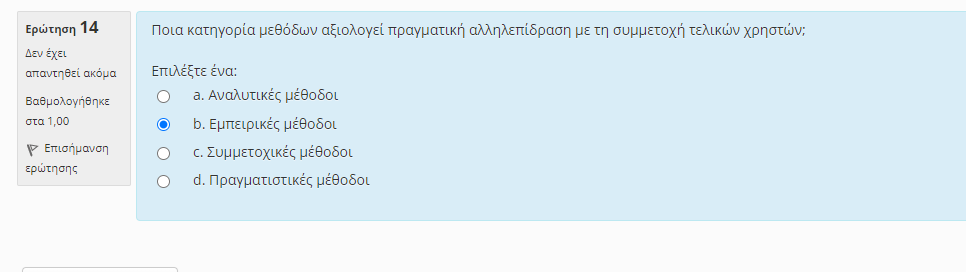 Ερώτηση 14
Δεν έχει
απαντηθεί ακόμα
Βαθμολογήθηκε
στα 1,00
Επισήμανση
ερώτησης
Ποια κατηγορία μεθόδων αξιολογεί πραγματική αλληλεπίδραση με τη συμμετοχή τελικών χρηστών;
Επιλέξτε ένα:
a. Αναλυτικές μέθοδοι
b. Εμπειρικές μέθοδοι
c. Συμμετοχικές μέθοδοι
d. Πραγματιστικές μέθοδοι